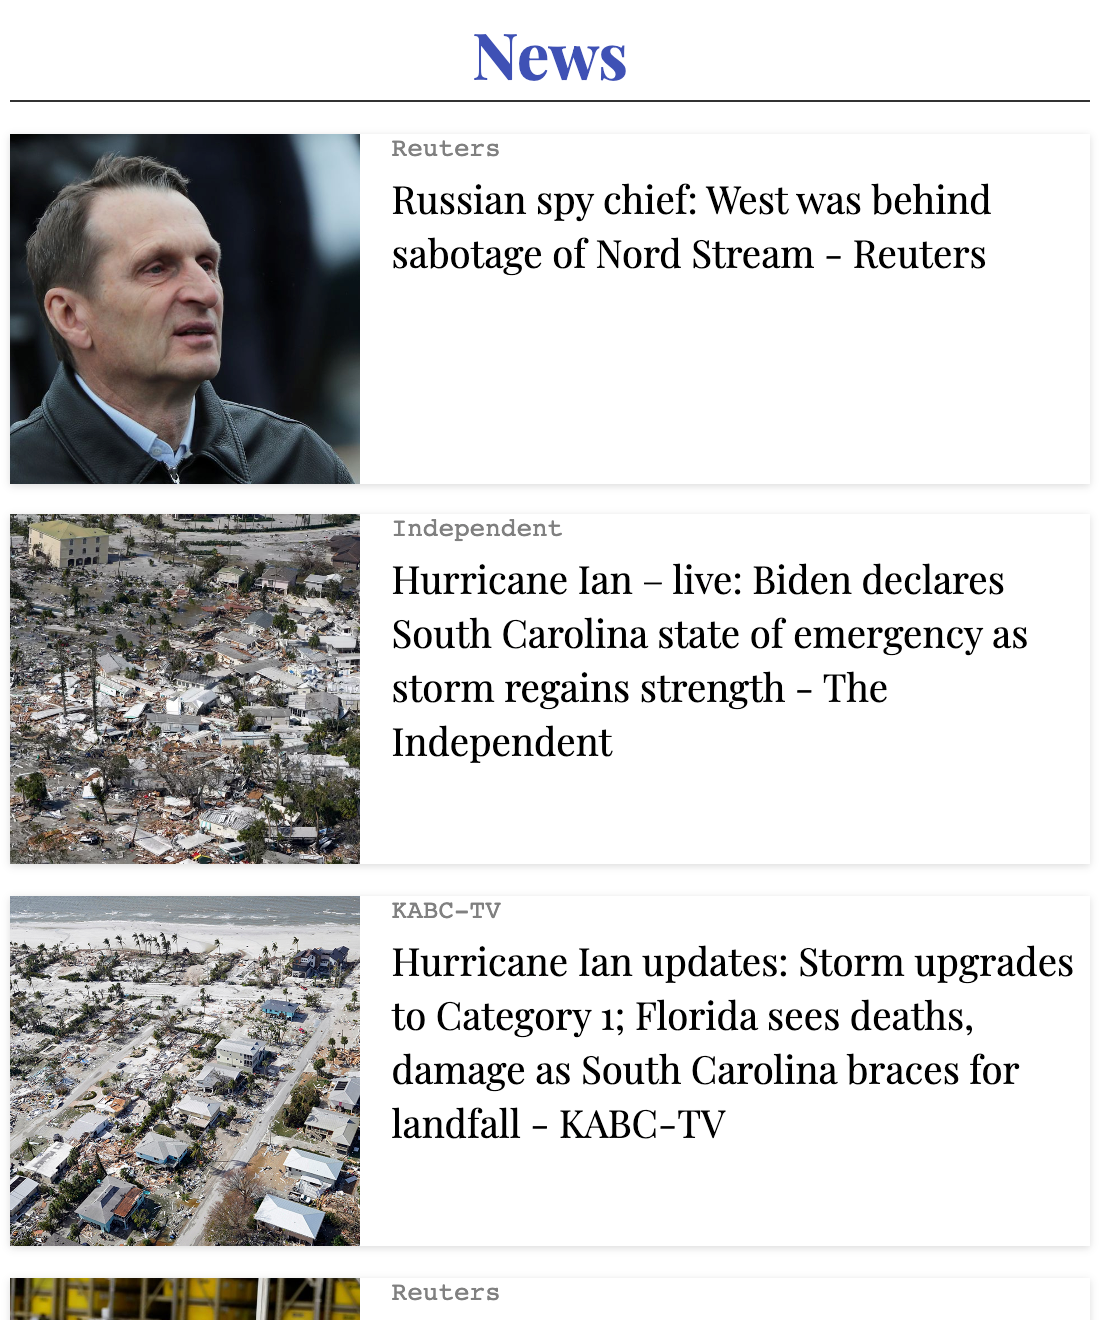 News
Reuters
Russian spy chief: West was behind
sabotage of Nord Stream - Reuters
Independent
Hurricane Ian – live: Biden declares
South Carolina state of emergency as
storm regains strength - The
Independent
KABC-TV
Hurricane Ian updates: Storm upgrades
to Category 1; Florida sees deaths,
damage as South Carolina braces for
landfall - KABC-TV
Reuters